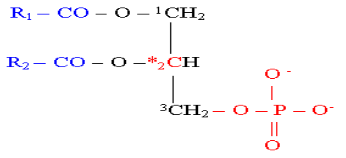 R₁ – CO – O – ¹CH₂
R₂ – CO – O – *₂CH
O -
³CH₂ – O – P – O-
O